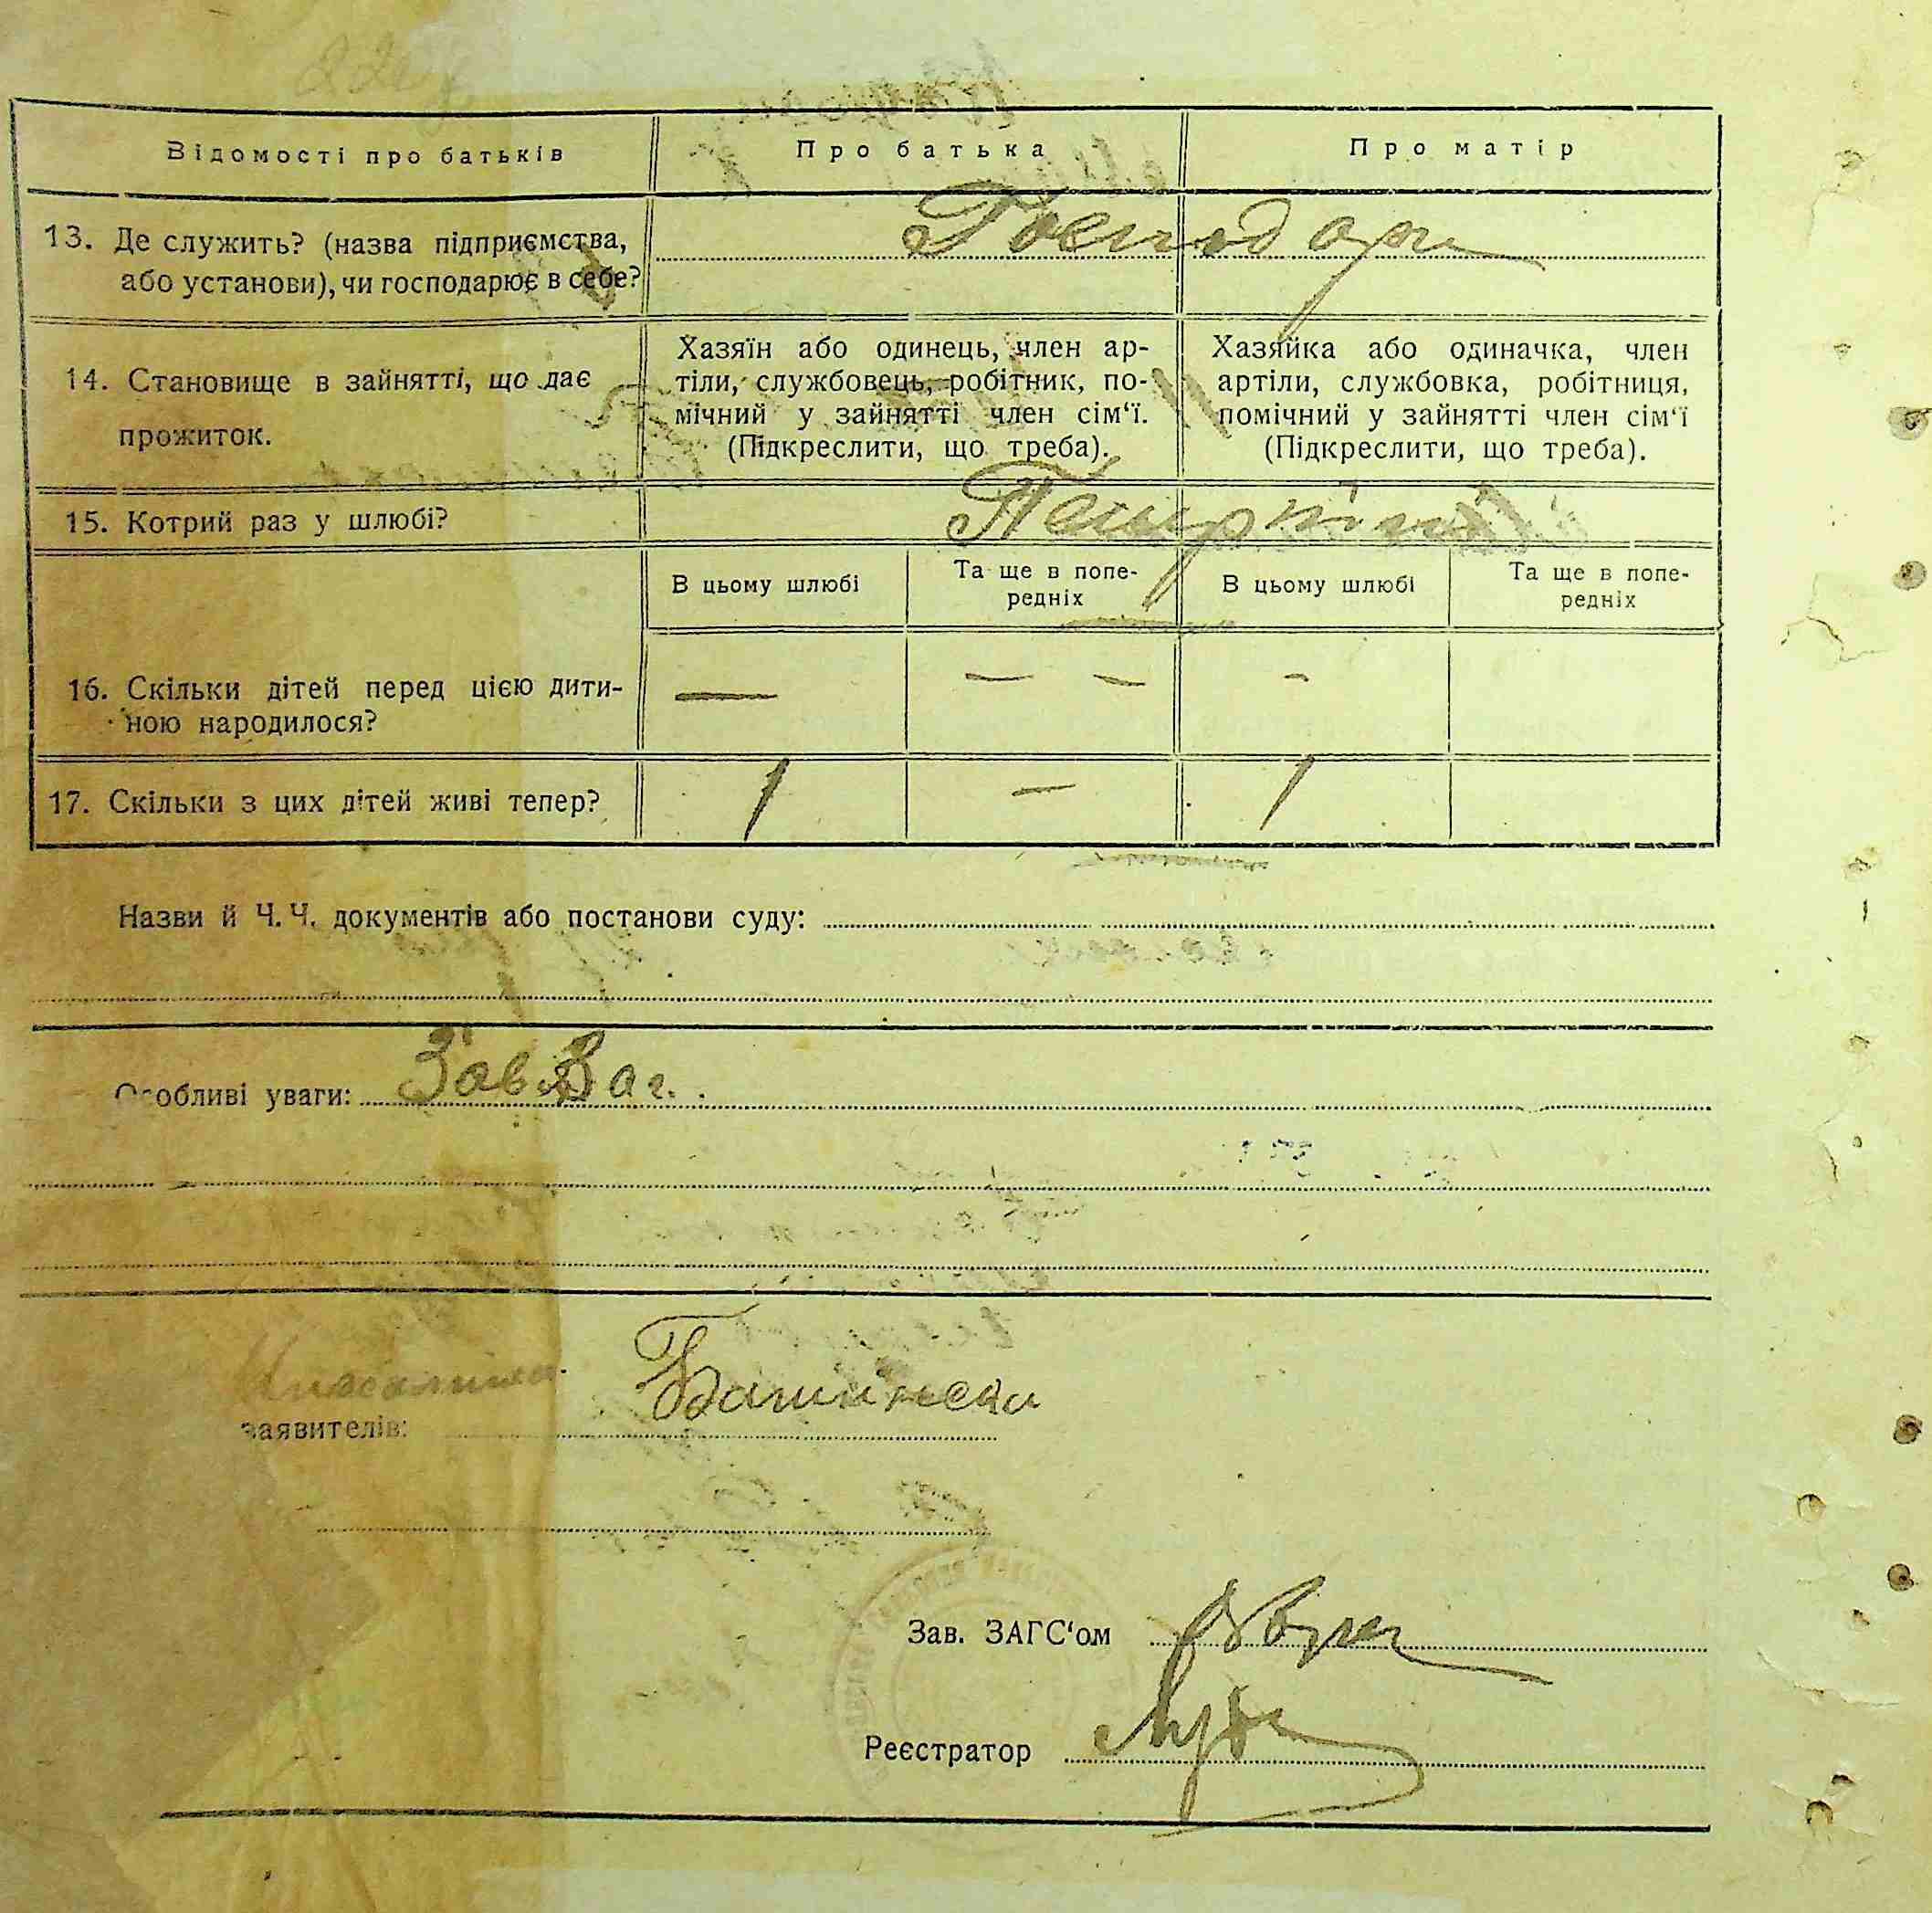 Відомості про батьків
Про батька
Про матір
13. Де служить? (назва підприємства,
або установи), чи господарює в себе?
Господарі
14. Становище в зайнятті, що дає
прожиток.
Хазяїн або одинець, член ар-
тіли, службовець, робітник, по-
мічний у зайнятті член сім‘ї.
(Підкреслити, що треба).
Хазяйка або одиначка, член
артіли, службовка, робітниця,
помічний у зайнятті член сім‘ї
(Підкреслити, що треба).
15. Котрий раз у шлюбі?
В цьому шлюбі
Та ще в попе-
редніх
В цьому шлюбі
Та ще в попе-
редніх
16. Скільки дітей перед цією дити-
ною народилося?
— — — -
17. Скільки з цих дітей живі тепер?
1 — 1
Назви й Ч. Ч. документів або постанови суду:
Особливі уваги:
заявителів:
Зав. ЗАГС‘ом
Реєстратор